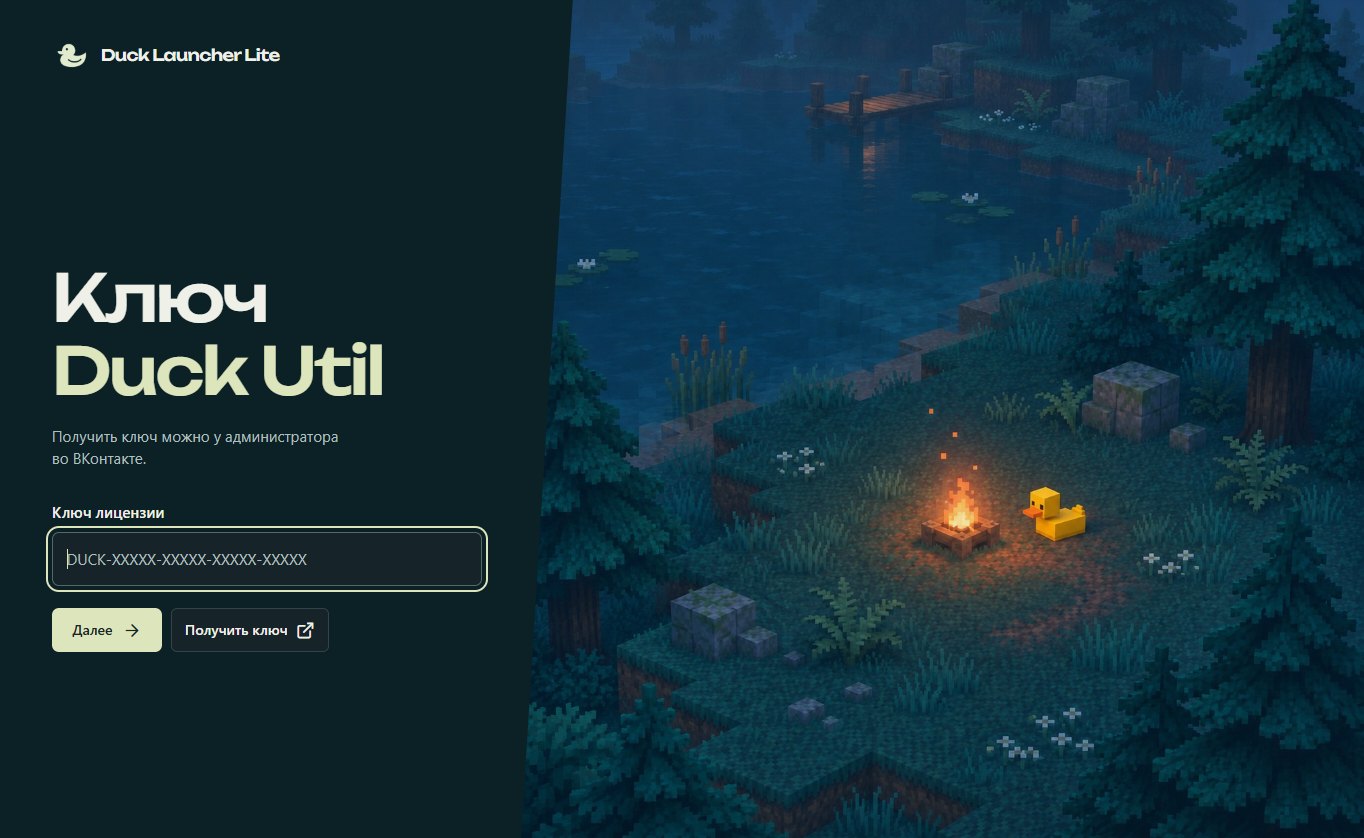 Duck Launcher Lite
Ключ
Duck Util
Получить ключ можно у администратора
во ВКонтакте.
Ключ лицензии
DUCK-XXXXX-XXXXX-XXXXX-XXXXX
Далее
Получить ключ